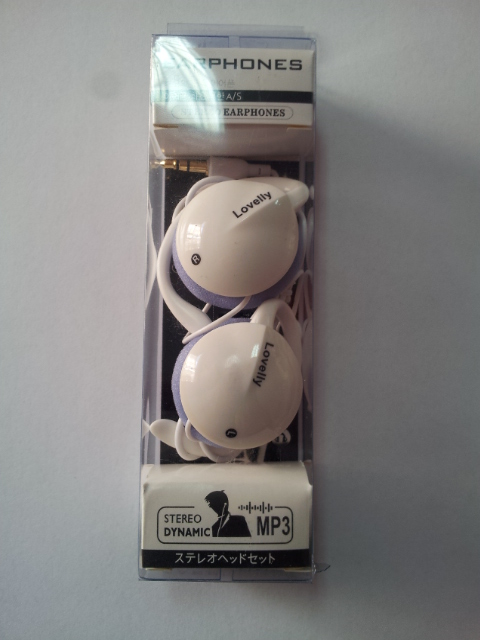 EARPHONES
A/S
EARPHONES
Lovelly
R
Lovelly
L
STEREO
DYNAMIC
MP3
ステレオヘッドセット